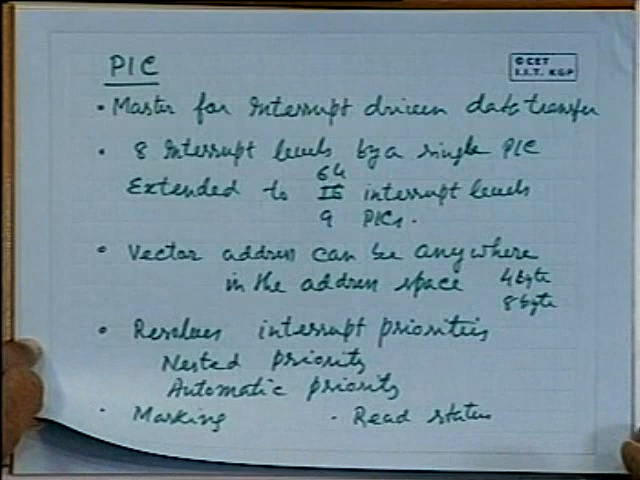 PIC
©CET
I.I.T. KGP
• Master for Interrupt driven data transfer
• 8 Interrupt levels by a single PIC
64
Extended to 16 interrupt levels
9 PICs.
• Vector address can be anywhere
in the address space 4 byte
8 byte
• Resolves interrupt priorities
Nested priority
Automatic priority
• Masking • Read status